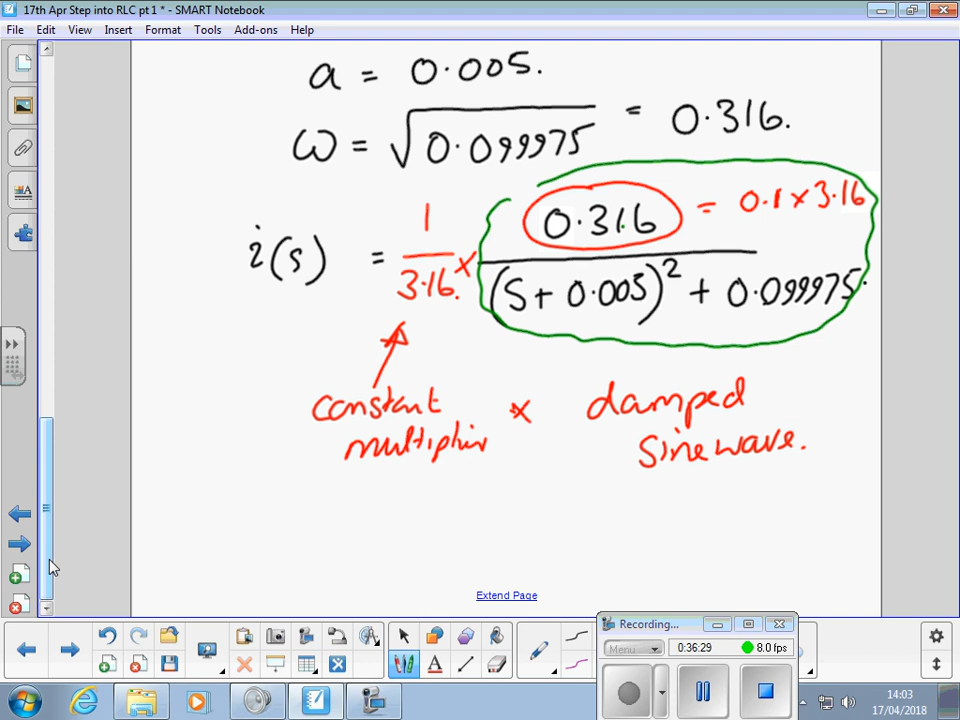 17th Apr Step into RLC pt 1 * - SMART Notebook
File Edit View Insert Format Tools Add-ons Help
a = 0.005.
ω = √0.099975 = 0.316.
i(s) = 1/3.16. × 0.316 = 0.1 × 3.16
(S + 0.005)² + 0.099975.
constant multiplier × damped sinewave.
Extend Page
Recording...
Menu 0:36:29 8.0 fps
14:03
17/04/2018